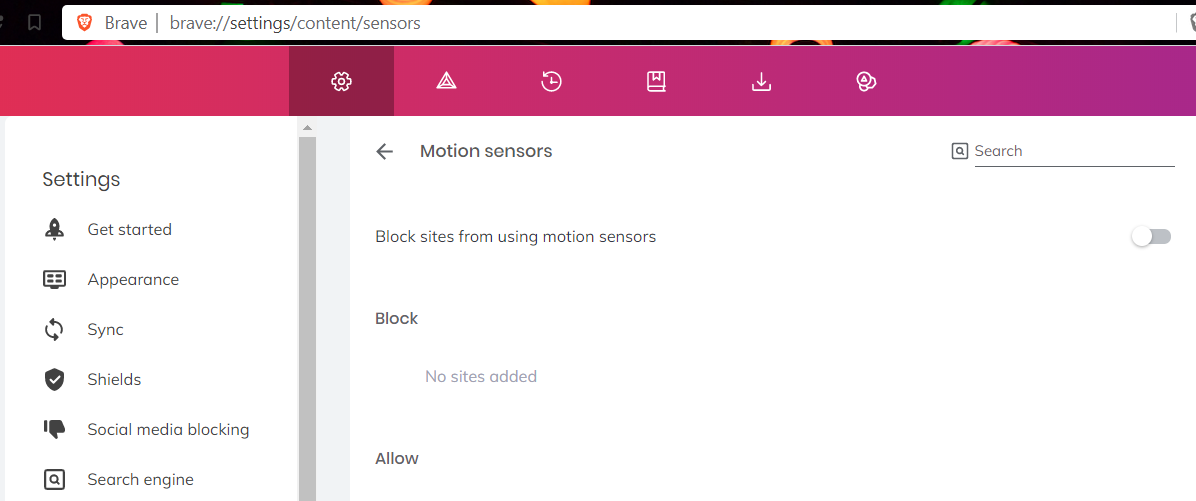 Brave | brave://settings/content/sensors
Motion sensors
Search
Settings
Get started
Appearance
Sync
Shields
Social media blocking
Search engine
Block sites from using motion sensors
Block
No sites added
Allow